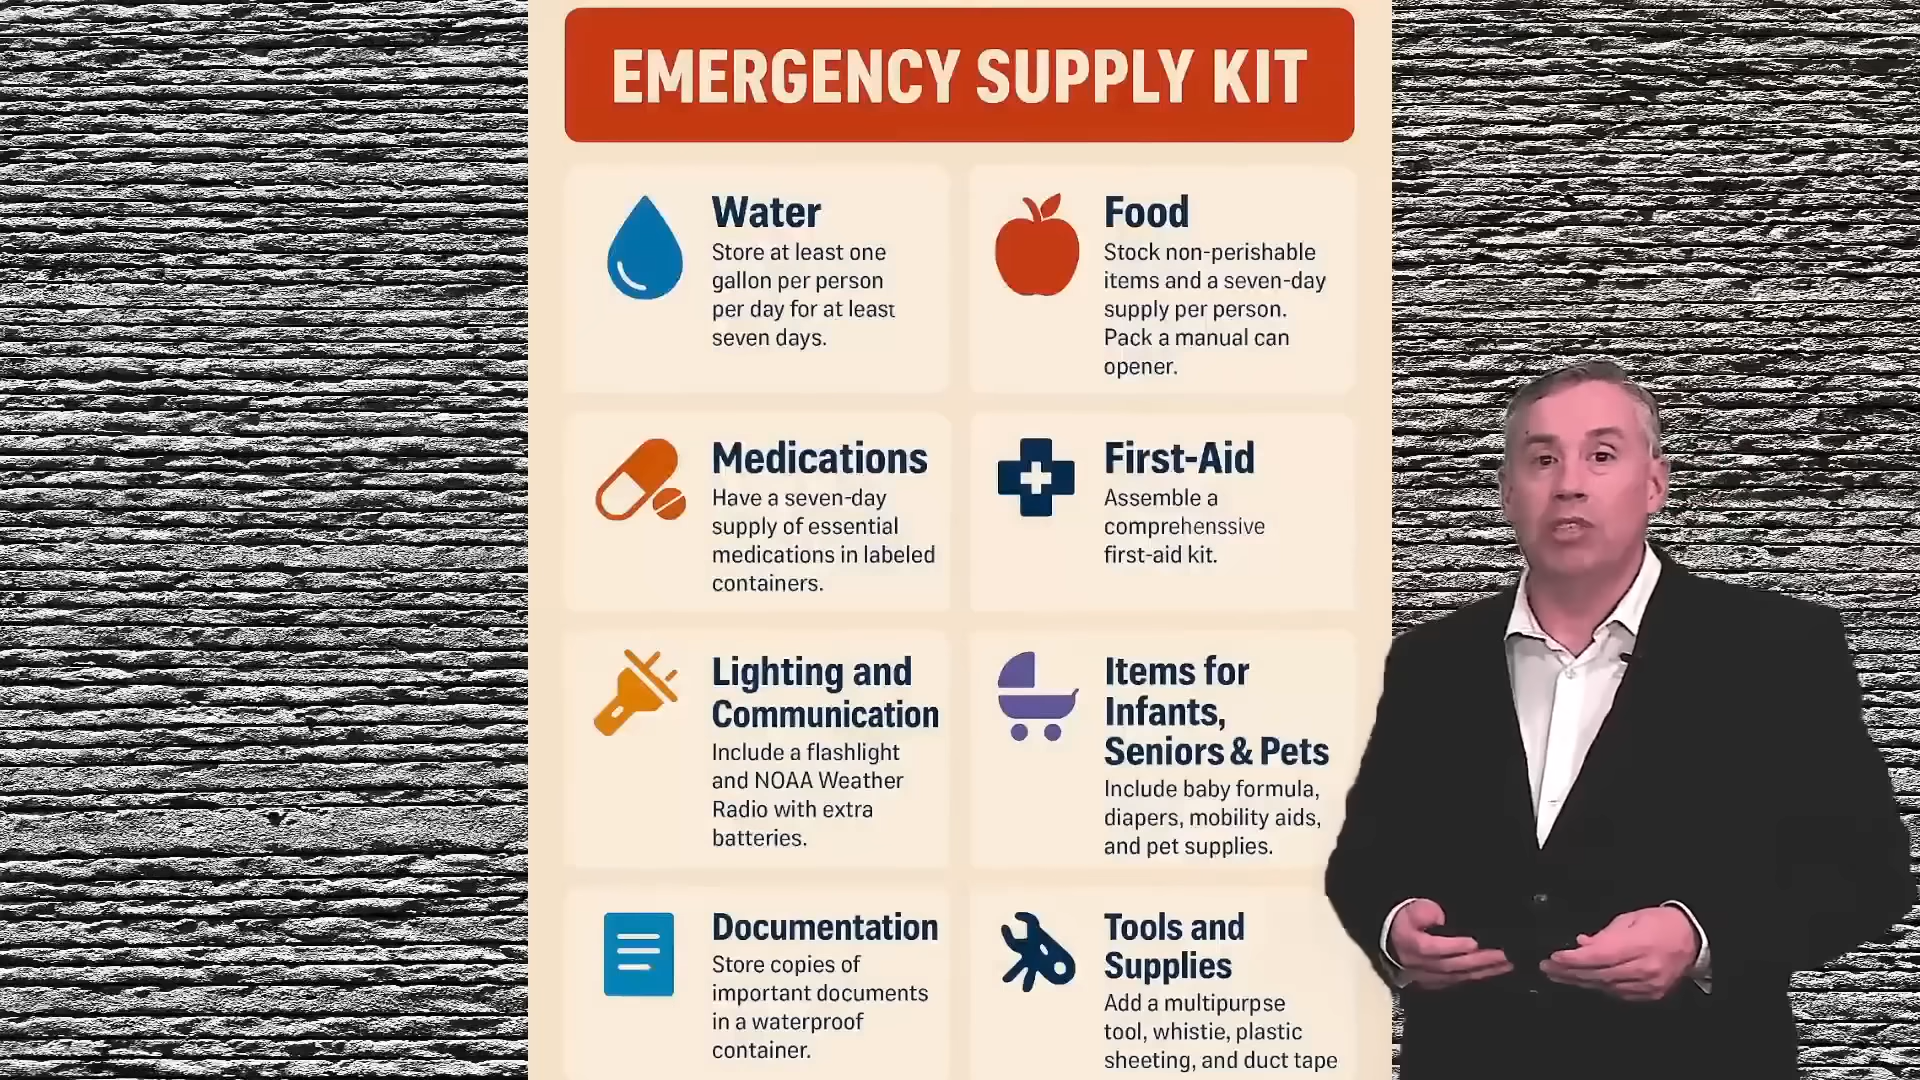 EMERGENCY SUPPLY KIT
Water
Store at least one
gallon per person
per day for at least
seven days.
Food
Stock non-perishable
items and a seven-day
supply per person.
Pack a manual can
opener.
Medications
Have a seven-day
supply of essential
medications in labeled
containers.
First-Aid
Assemble a
comprehenssive
first-aid kit.
Lighting and
Communication
Include a flashlight
and NOAA Weather
Radio with extra
batteries.
Items for
Infants,
Seniors & Pets
Include baby formula,
diapers, mobility aids,
and pet supplies.
Documentation
Store copies of
important documents
in a waterproof
container.
Tools and
Supplies
Add a multipurpse
tool, whistie, plastic
sheeting, and duct tape